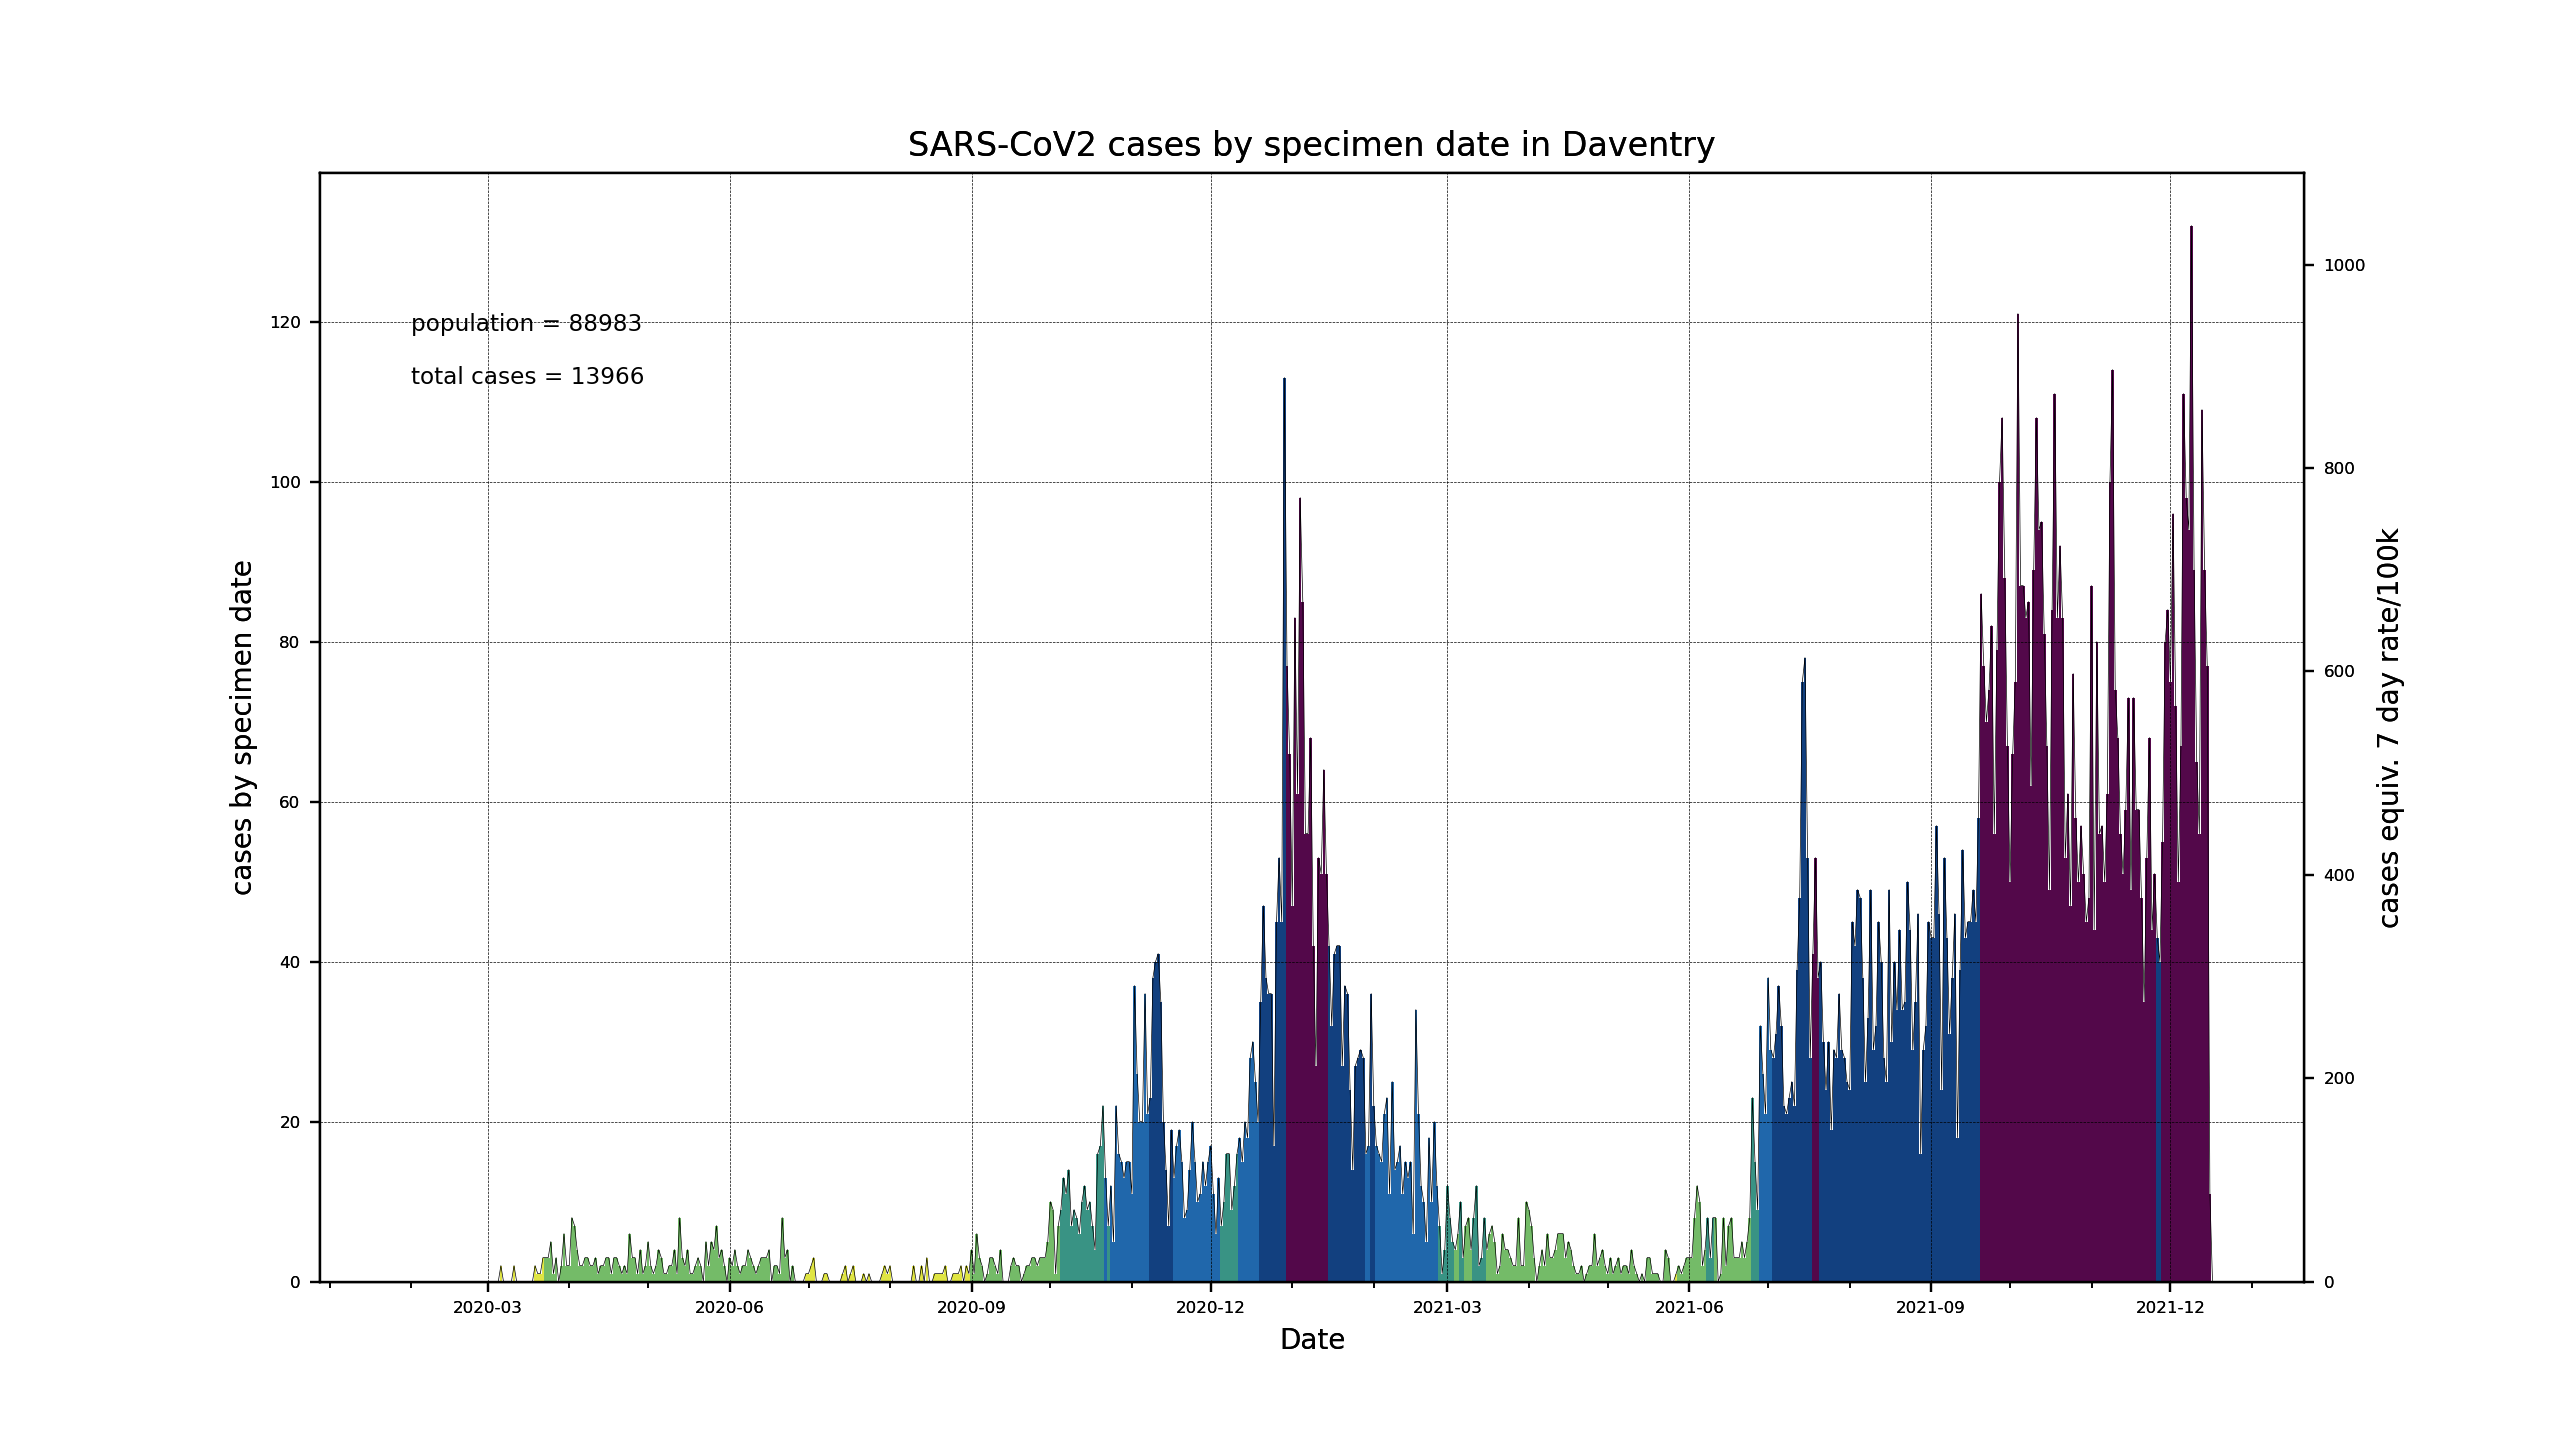 SARS-CoV2 cases by specimen date in Daventry
population = 88983
total cases = 13966
cases by specimen date
120
100
80
60
40
20
0
1000
800
600
400
200
0
cases equiv. 7 day rate/100k
2020-03 2020-06 2020-09 2020-12 2021-03 2021-06 2021-09 2021-12
Date